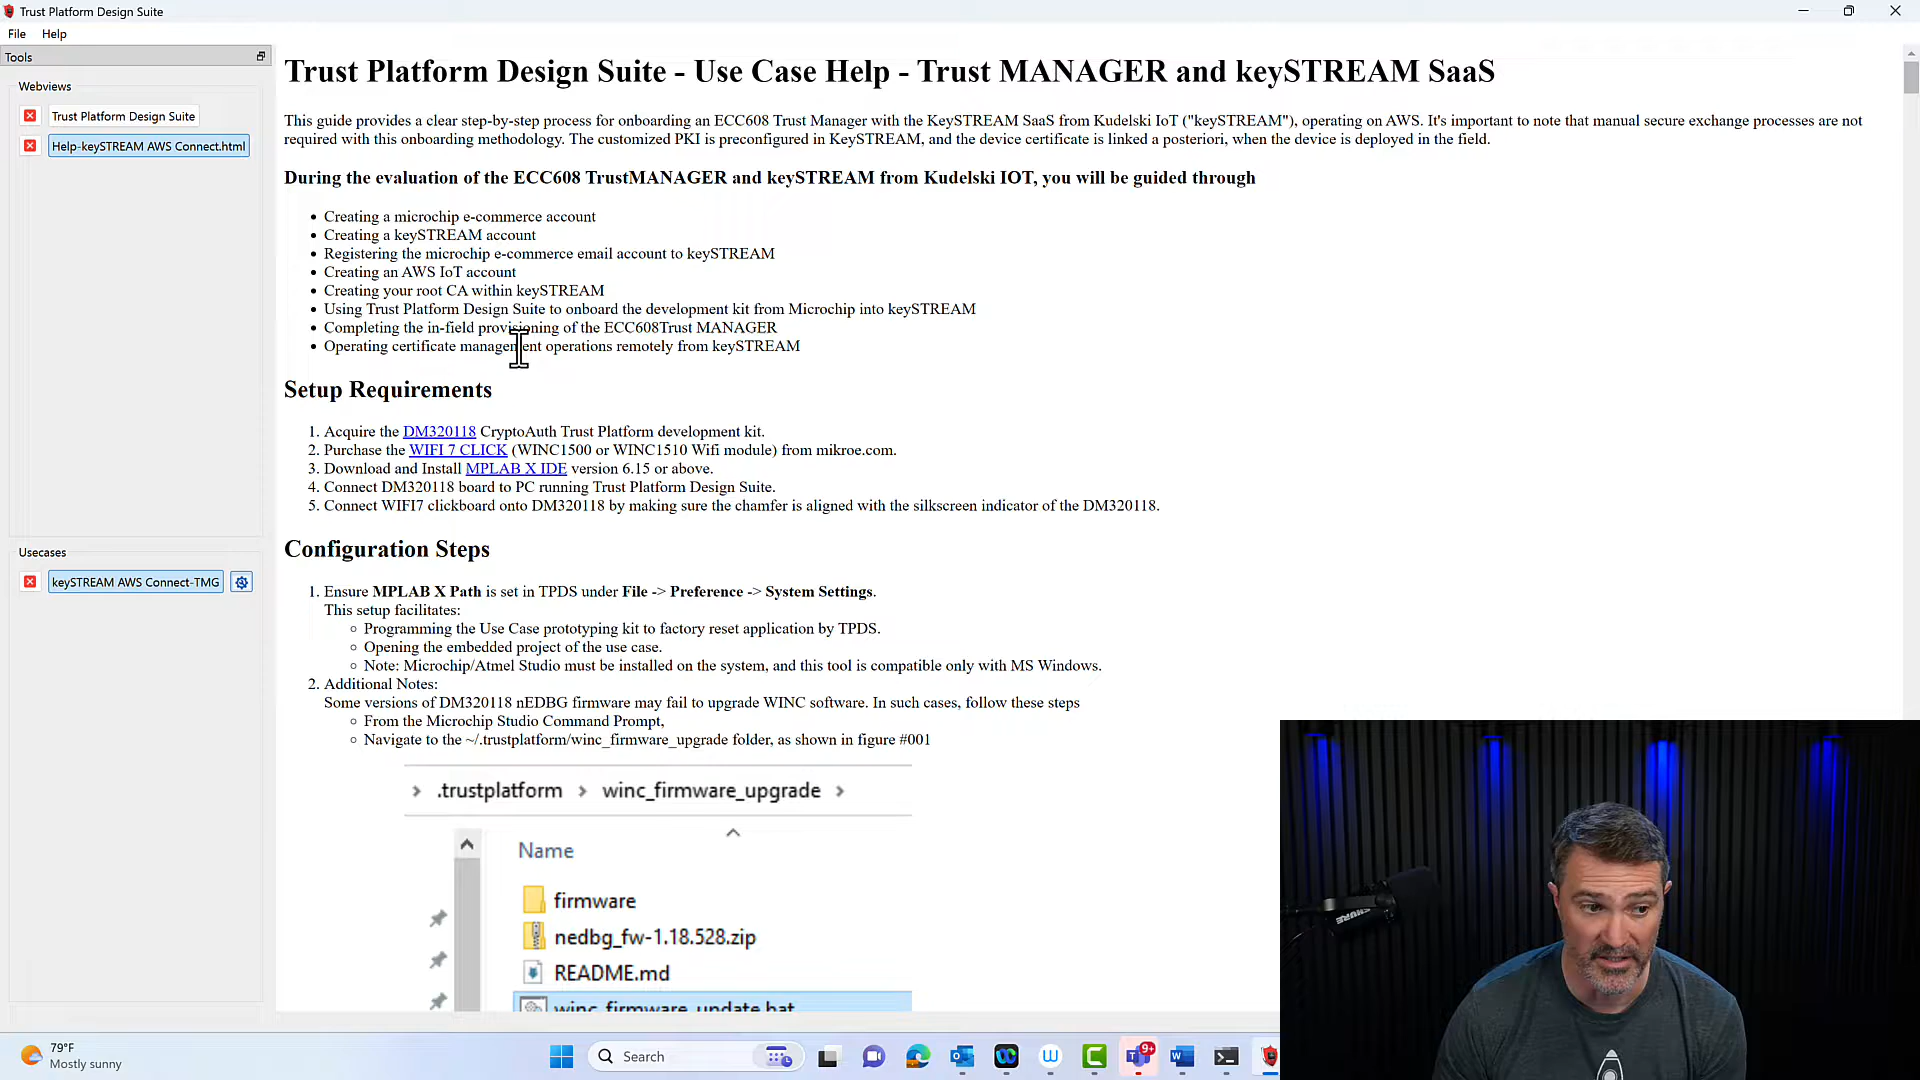 Trust Platform Design Suite
File Help
Tools
Webviews
Trust Platform Design Suite
Help-keySTREAM AWS Connect.html
Usecases
keySTREAM AWS Connect-TMG
Trust Platform Design Suite - Use Case Help - Trust MANAGER and keySTREAM SaaS
This guide provides a clear step-by-step process for onboarding an ECC608 Trust Manager with the KeySTREAM SaaS from Kudelski IoT ("keySTREAM"), operating on AWS. It's important to note that manual secure exchange processes are not
required with this onboarding methodology. The customized PKI is preconfigured in KeySTREAM, and the device certificate is linked a posteriori, when the device is deployed in the field.
During the evaluation of the ECC608 TrustMANAGER and keySTREAM from Kudelski IOT, you will be guided through
• Creating a microchip e-commerce account
• Creating a keySTREAM account
• Registering the microchip e-commerce email account to keySTREAM
• Creating an AWS IoT account
• Creating your root CA within keySTREAM
• Using Trust Platform Design Suite to onboard the development kit from Microchip into keySTREAM
• Completing the in-field provisioning of the ECC608Trust MANAGER
• Operating certificate management operations remotely from keySTREAM
Setup Requirements
1. Acquire the DM320118 CryptoAuth Trust Platform development kit.
2. Purchase the WIFI 7 CLICK (WINC1500 or WINC1510 Wifi module) from mikroe.com.
3. Download and Install MPLAB X IDE version 6.15 or above.
4. Connect DM320118 board to PC running Trust Platform Design Suite.
5. Connect WIFI7 clickboard onto DM320118 by making sure the chamfer is aligned with the silkscreen indicator of the DM320118.
Configuration Steps
1. Ensure MPLAB X Path is set in TPDS under File -> Preference -> System Settings.
This setup facilitates:
◦ Programming the Use Case prototyping kit to factory reset application by TPDS.
◦ Opening the embedded project of the use case.
◦ Note: Microchip/Atmel Studio must be installed on the system, and this tool is compatible only with MS Windows.
2. Additional Notes:
Some versions of DM320118 nEDBG firmware may fail to upgrade WINC software. In such cases, follow these steps
◦ From the Microchip Studio Command Prompt,
◦ Navigate to the ~/.trustplatform/winc_firmware_upgrade folder, as shown in figure #001
> .trustplatform > winc_firmware_upgrade >
Name
firmware
nedbg_fw-1.18.528.zip
README.md
winc_firmware_update.bat
SHURE
79°F
Mostly sunny
Search
9+